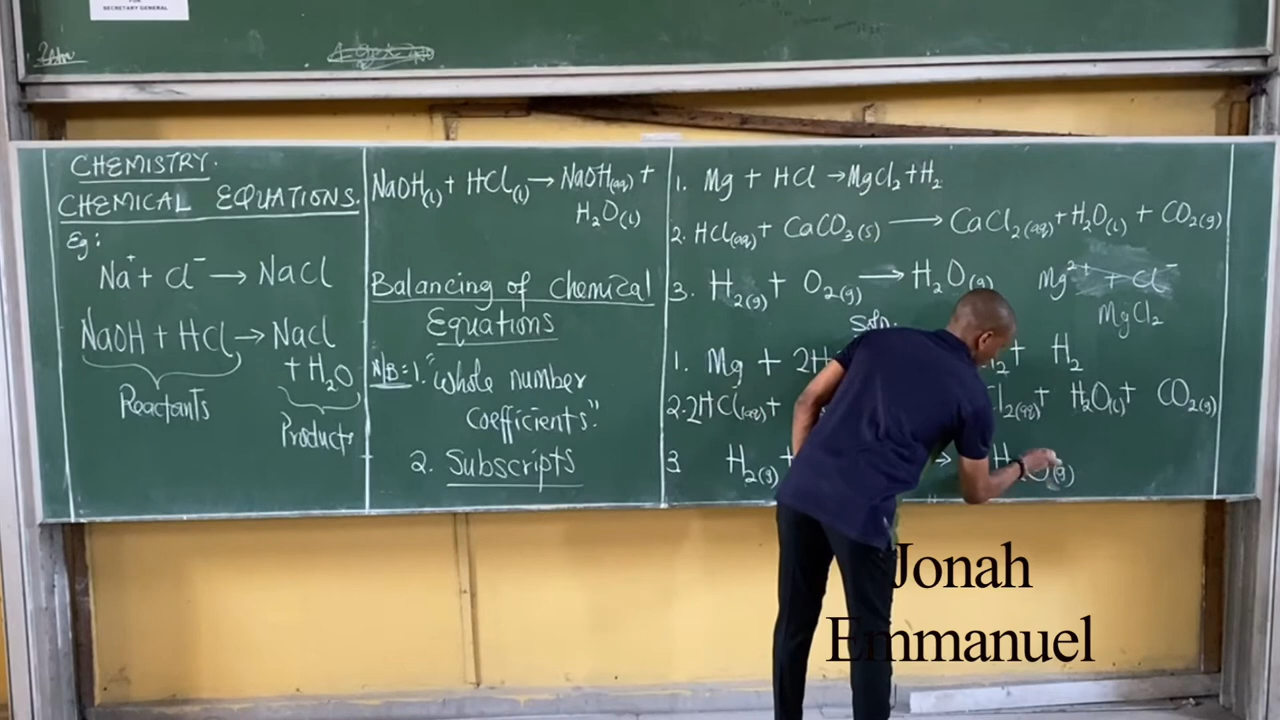 SECRETARY GENERAL
CHEMISTRY.
CHEMICAL EQUATIONS.
Eg:
Na⁺ + Cl⁻ → NaCl
NaOH + HCl → NaCl
+ H₂O
Reactants
Products
NaOH(l) + HCl(l) → NaOH(aq) +
H₂O(l)
Balancing of chemical
Equations
N/B: 1. "Whole number
coefficients."
2. Subscripts
1. Mg + HCl → MgCl₂ + H₂
2. HCl(aq) + CaCO₃(s) → CaCl₂(aq) + H₂O(l) + CO₂(g)
3. H₂(g) + O₂(g) → H₂O(g)
Mg²⁺ + Cl⁻
MgCl₂
Soln:
1. Mg + 2H l₂ + H₂
2. 2HCl(aq) + l₂(aq) + H₂O(l) + CO₂(g)
3 H₂(g) + → H₂O(g)
Jonah
Emmanuel